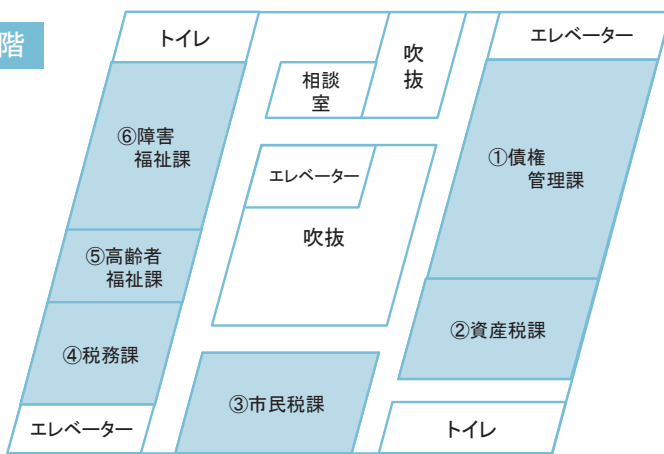 階
トイレ
吹
抜
エレベーター
相談
室
⑥障害
福祉課
①債権
管理課
エレベーター
吹抜
⑤高齢者
福祉課
②資産税課
④税務課
③市民税課
エレベーター
トイレ